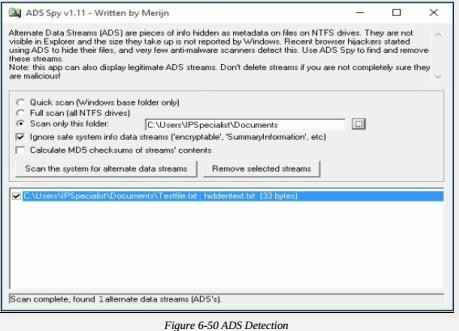 ADS Spy v1.11 - Written by Merijn
Alternate Data Streams (ADS) are pieces of info hidden as metadata on files on NTFS drives. They are not
visible in Explorer and the size they take up is not reported by Windows. Recent browser hijackers started
using ADS to hide their files, and very few anti-malware scanners detect this. Use ADS Spy to find and remove
these streams.
Note: this app can also display legitimate ADS streams. Don't delete streams if you are not completely sure they
are malicious!
Quick scan (Windows base folder only)
Full scan (all NTFS drives)
Scan only this folder: C:\Users\IPSpecialist\Documents
Ignore safe system info data streams ('encryptable', 'SummaryInformation', etc)
Calculate MD5 checksums of streams' contents
Scan the system for alternate data streams Remove selected streams
C:\Users\IPSpecialist\Documents\Testfile.txt : hiddentext.txt (33 bytes)
Scan complete, found 1 alternate data streams (ADS's).
Figure 6-50 ADS Detection